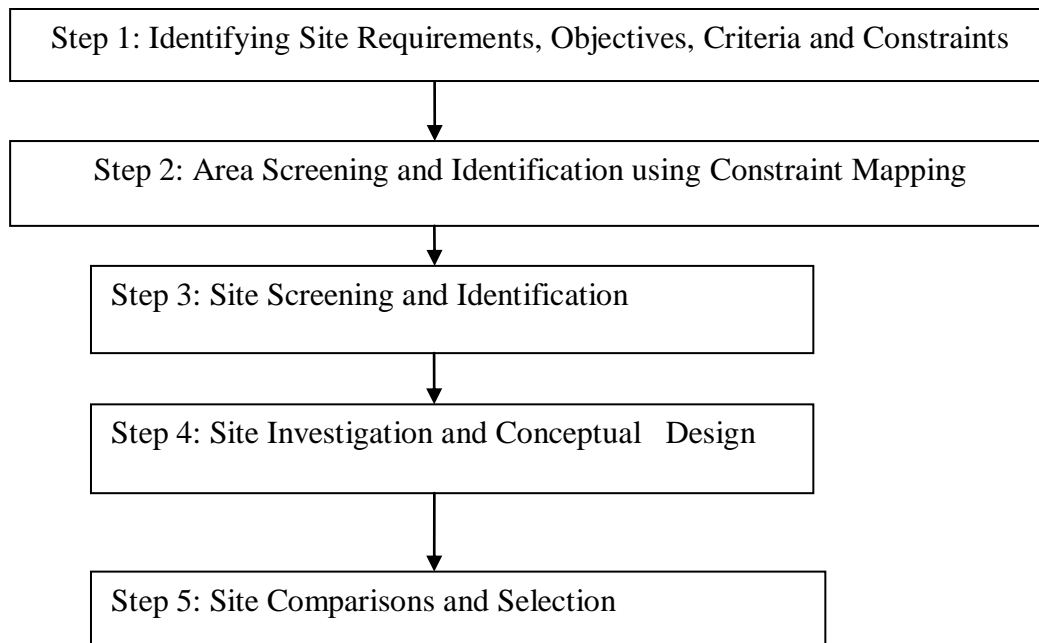 Step 1: Identifying Site Requirements, Objectives, Criteria and Constraints
Step 2: Area Screening and Identification using Constraint Mapping
Step 3: Site Screening and Identification
Step 4: Site Investigation and Conceptual Design
Step 5: Site Comparisons and Selection